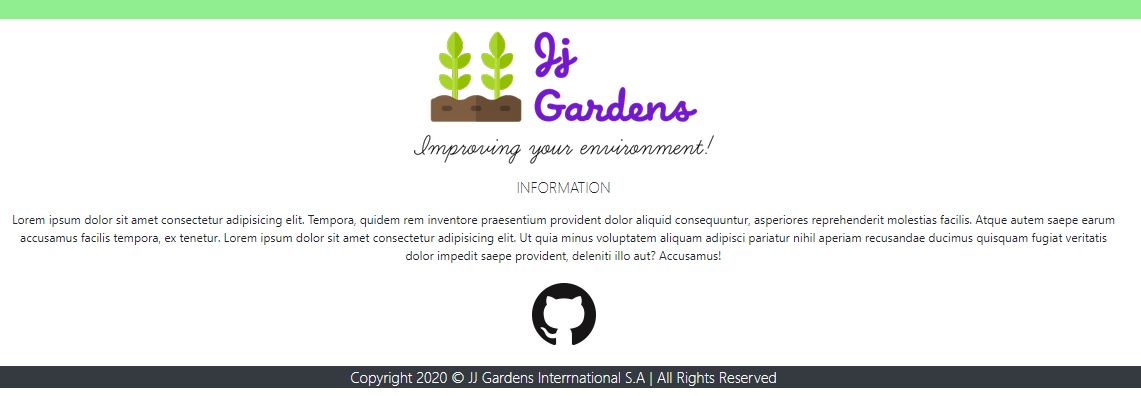 Jj
Gardens
Improving your environment!
INFORMATION
Lorem ipsum dolor sit amet consectetur adipisicing elit. Tempora, quidem rem inventore praesentium provident dolor aliquid consequuntur, asperiores reprehenderit molestias facilis. Atque autem saepe earum
accusamus facilis tempora, ex tenetur. Lorem ipsum dolor sit amet consectetur adipisicing elit. Ut quia minus voluptatem aliquam adipisci pariatur nihil aperiam recusandae ducimus quisquam fugiat veritatis
dolor impedit saepe provident, deleniti illo aut? Accusamus!
Copyright 2020 © JJ Gardens Interrnational S.A | All Rights Reserved